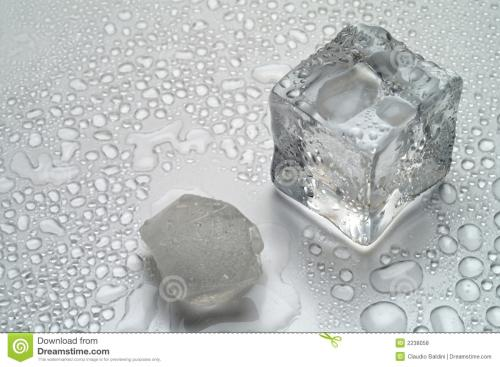 Download from
Dreamstime.com
This watermarked comp image is for previewing purposes only.
2238058
Claudio Baldini | Dreamstime.com